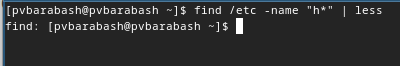 [pvbarabash@pvbarabash ~]$ find /etc -name "h*" | less
find: [pvbarabash@pvbarabash ~]$